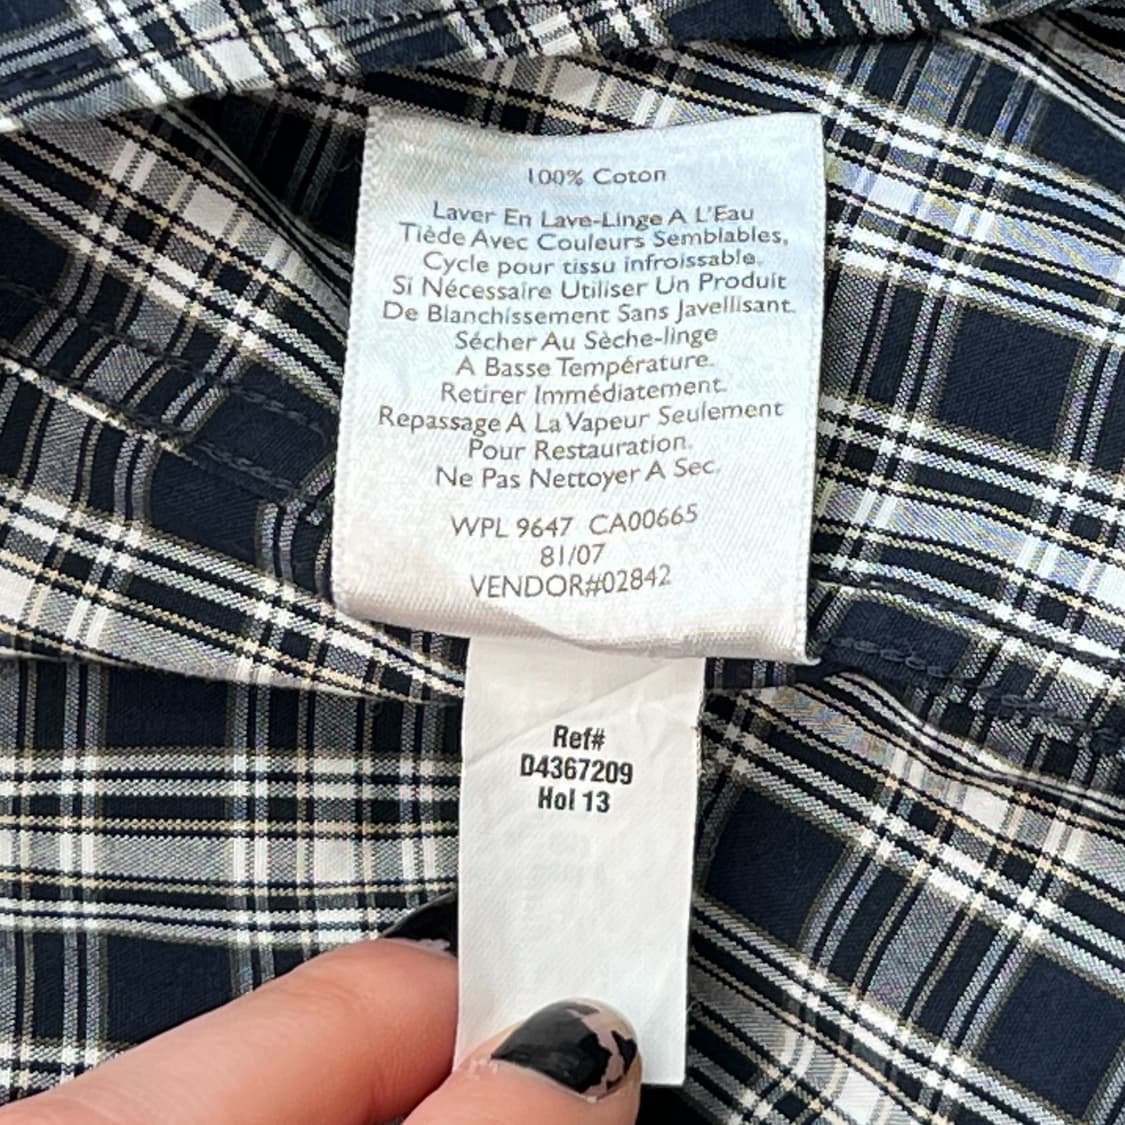 100% Coton
Laver En Lave-Linge A L'Eau
Tiède Avec Couleurs Semblables,
Cycle pour tissu infroissable.
Si Nécessaire Utiliser Un Produit
De Blanchissement Sans Javellisant.
Sécher Au Sèche-linge
A Basse Température.
Retirer Immédiatement.
Repassage A La Vapeur Seulement
Pour Restauration.
Ne Pas Nettoyer A Sec.
WPL 9647 CA00665
81/07
VENDOR#02842
Ref#
D4367209
Hol 13